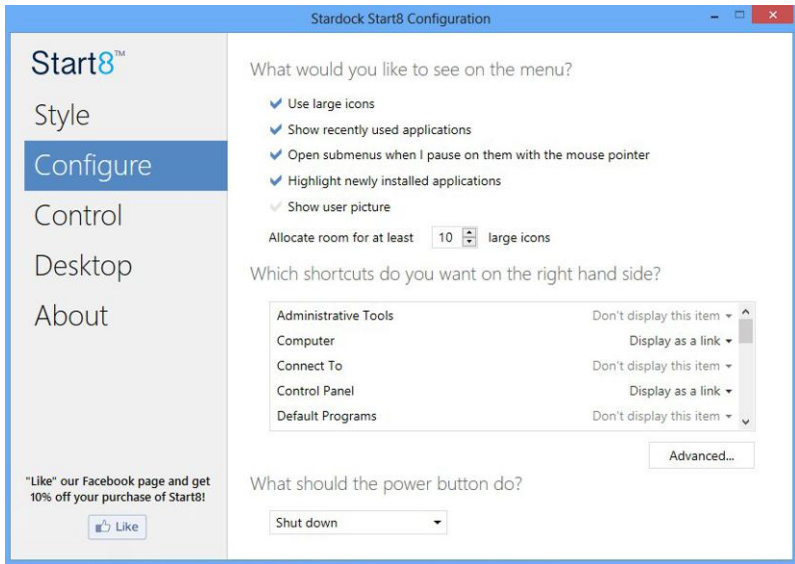 Stardock Start8 Configuration
Start8™
Style
Configure
Control
Desktop
About
"Like" our Facebook page and get
10% off your purchase of Start8!
Like
What would you like to see on the menu?
Use large icons
Show recently used applications
Open submenus when I pause on them with the mouse pointer
Highlight newly installed applications
Show user picture
Allocate room for at least 10 large icons
Which shortcuts do you want on the right hand side?
Administrative Tools Don't display this item
Computer Display as a link
Connect To Don't display this item
Control Panel Display as a link
Default Programs Don't display this item
Advanced...
What should the power button do?
Shut down